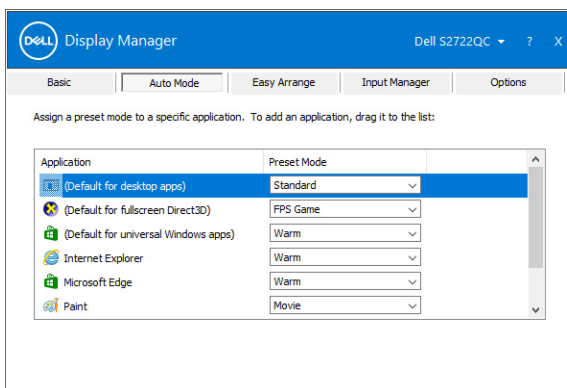 DELL Display Manager Dell S2722QC ? X
Basic Auto Mode Easy Arrange Input Manager Options
Assign a preset mode to a specific application. To add an application, drag it to the list:
Application Preset Mode
(Default for desktop apps) Standard
(Default for fullscreen Direct3D) FPS Game
(Default for universal Windows apps) Warm
Internet Explorer Warm
Microsoft Edge Warm
Paint Movie